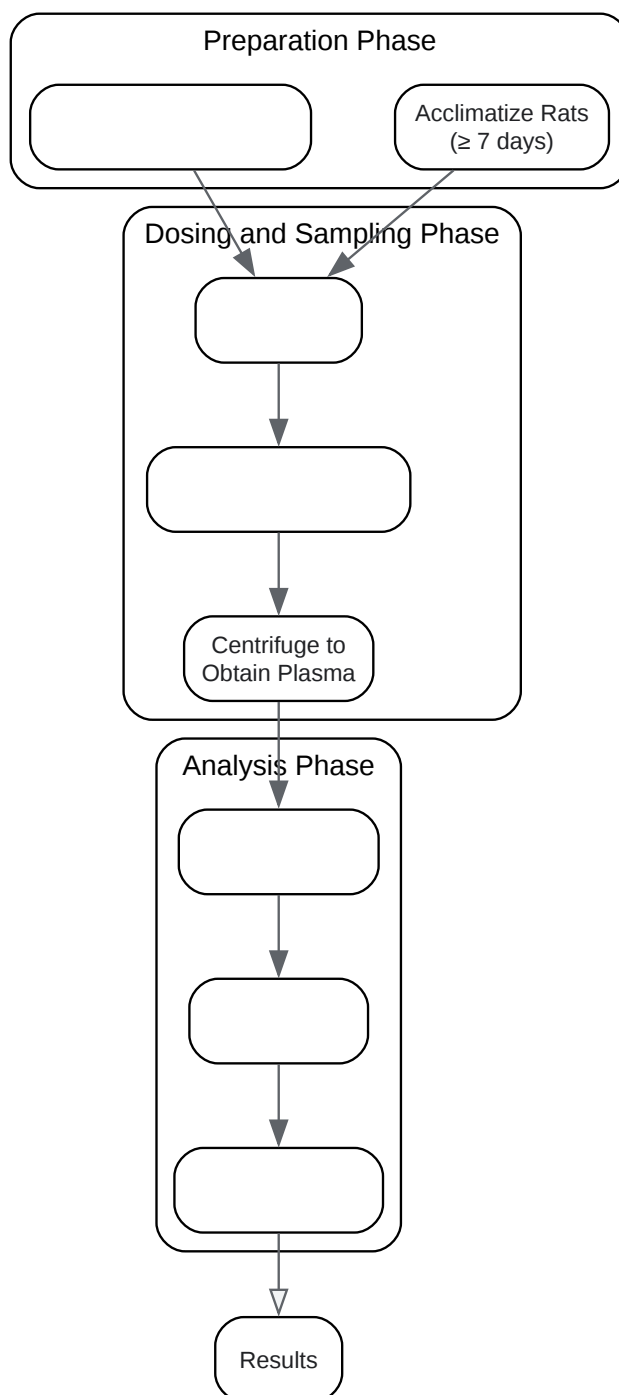 Preparation Phase
Acclimatize Rats
(≥ 7 days)
Dosing and Sampling Phase
Centrifuge to
Obtain Plasma
Analysis Phase
Results